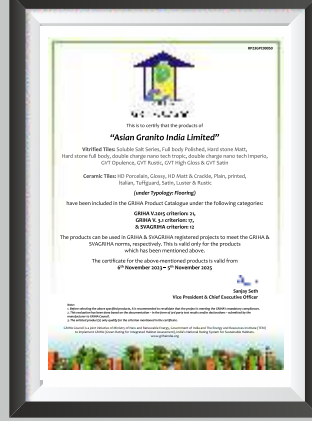 This is to certify that the products of
"Asian Granito India Limited"
Vitrified Tiles: Soluble Salt Series, Full body Polished, Hard stone Matt,
Hard stone full body, double charge nano tech tropic, double charge nano tech Imperio,
GVT Opulence, GVT Rustic, GVT High Gloss & GVT Satin
Ceramic Tiles: HD Porcelain, Glossy, HD Matt & Crackle, Plain, printed,
Italian, Tuffguard, Satin, Luster & Rustic
(under Typology: Flooring)
have been included in the GRIHA Product Catalogue under the following categories:
GRIHA V.2015 criterion: 21,
GRIHA V. 3.1 criterion: 17,
& SVAGRIHA criterion: 12
The products can be used in GRIHA & SVAGRIHA registered projects to meet the GRIHA &
SVAGRIHA norms, respectively. This is valid only for the products
which has been mentioned above.
The certificate for the above-mentioned products is valid from
6th November 2023 – 5th November 2025
Sanjay Seth
Vice President & Chief Executive Officer